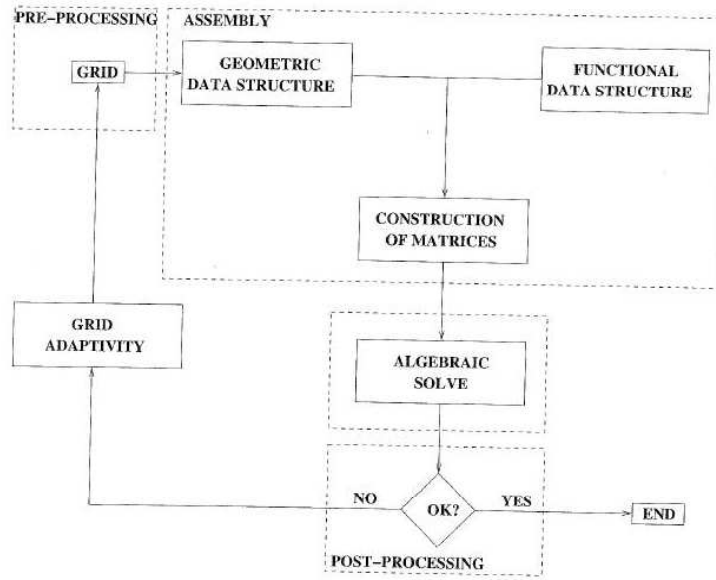 PRE-PROCESSING
ASSEMBLY
GRID
GEOMETRIC
DATA STRUCTURE
FUNCTIONAL
DATA STRUCTURE
CONSTRUCTION
OF MATRICES
GRID
ADAPTIVITY
ALGEBRAIC
SOLVE
NO
OK?
YES
END
POST-PROCESSING